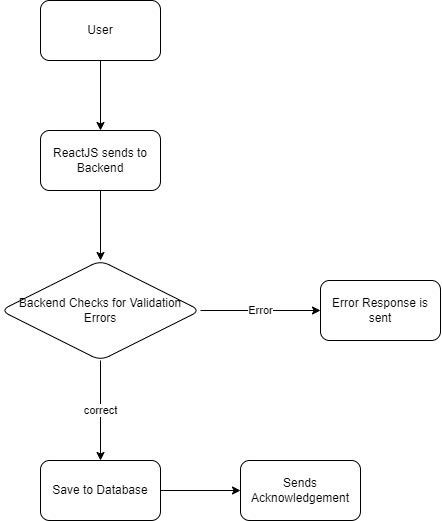 User
ReactJS sends to
Backend
Backend Checks for Validation
Errors
Error
Error Response is
sent
correct
Save to Database
Sends
Acknowledgement